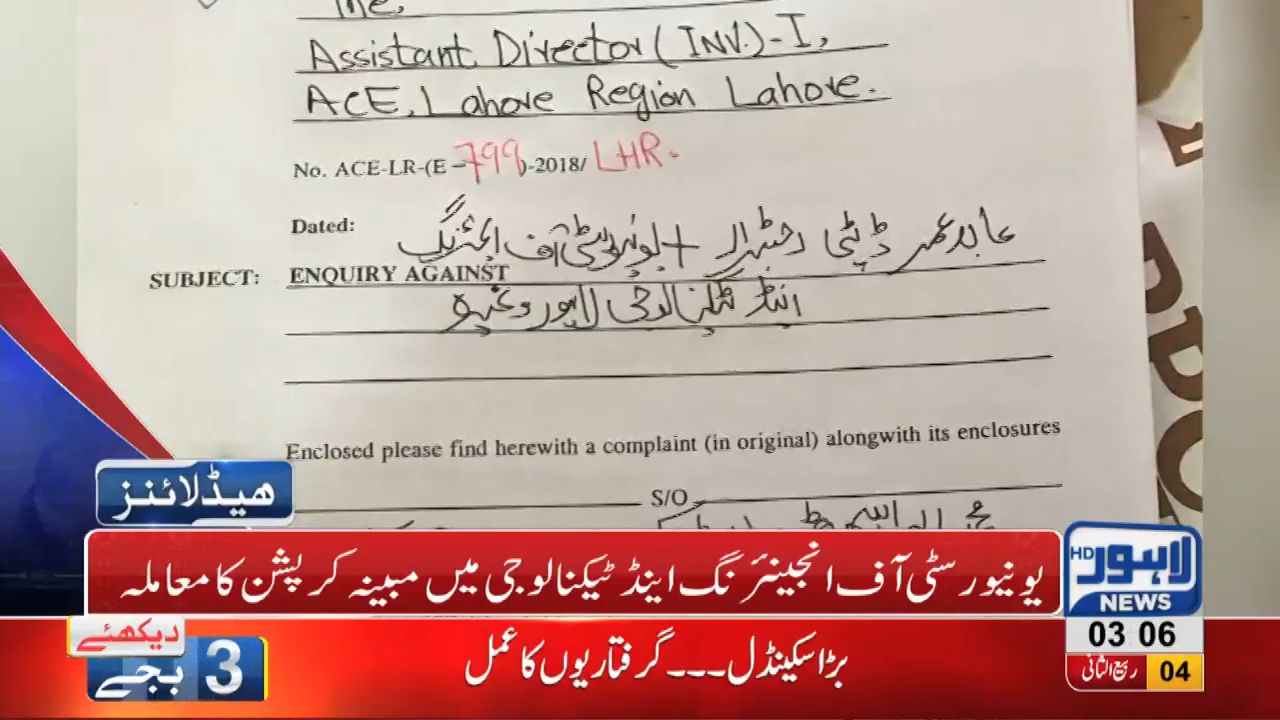 The,
Assistant Director (INV.)-I,
ACE, Lahore Region Lahore.
No. ACE-LR-(E-799)-2018/ LHR.
Dated:
عابد عمر ڈپٹی رجسٹرار + یونیورسٹی آف انجینئرنگ
SUBJECT: ENQUIRY AGAINST
اینڈ ٹیکنالوجی لاہور وغیرہ
Enclosed please find herewith a complaint (in original) alongwith its enclosures
S/O
ھیڈلائنز
یونیورسٹی آف انجینئرنگ اینڈ ٹیکنالوجی میں مبینہ کرپشن کا معاملہ
HD لاہور
NEWS
03 06
04 ربیع الثانی
دیکھئے
3 بجے
بڑا سکینڈل ۔۔۔ گرفتاریوں کا عمل